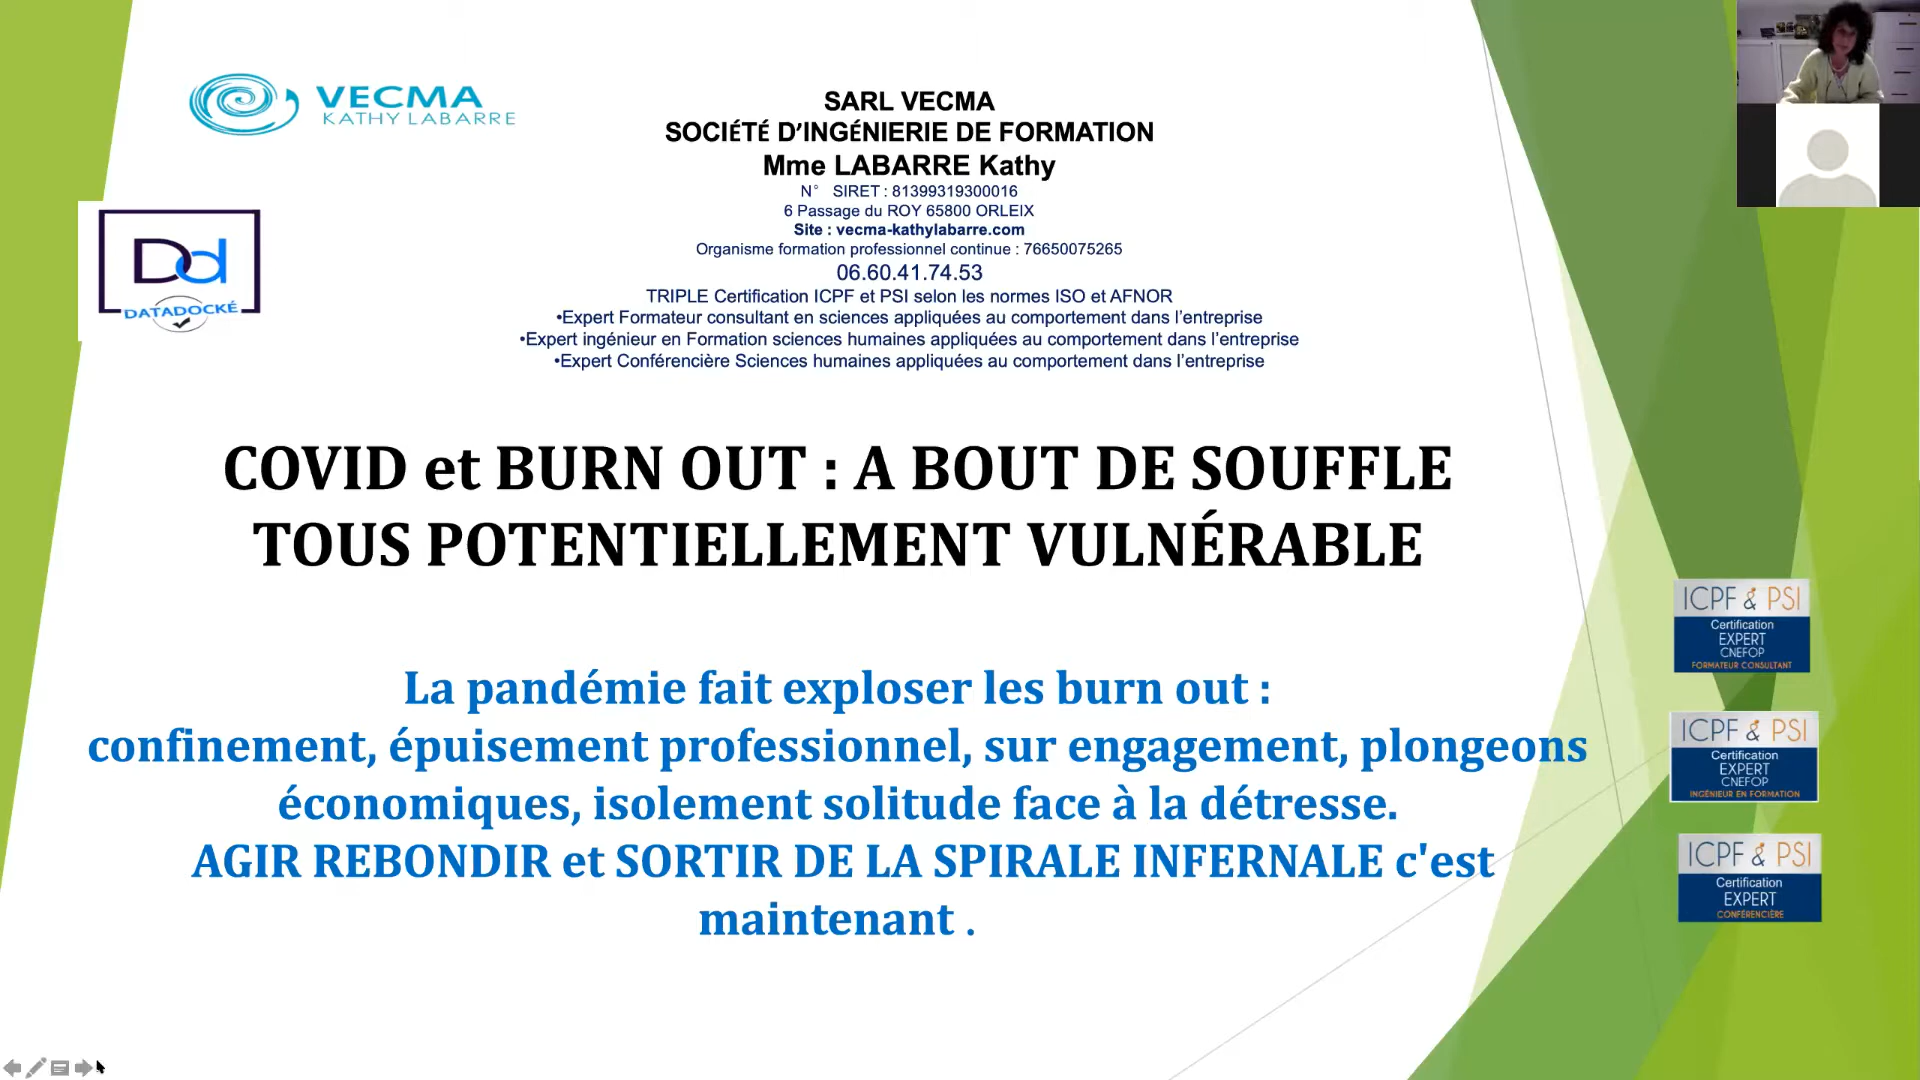 VECMA
KATHY LABARRE
SARL VECMA
SOCIÉTÉ D’INGÉNIERIE DE FORMATION
Mme LABARRE Kathy
N° SIRET : 81399319300016
6 Passage du ROY 65800 ORLEIX
Site : vecma-kathylabarre.com
Organisme formation professionnel continue : 76650075265
06.60.41.74.53
TRIPLE Certification ICPF et PSI selon les normes ISO et AFNOR
•Expert Formateur consultant en sciences appliquées au comportement dans l’entreprise
•Expert ingénieur en Formation sciences humaines appliquées au comportement dans l’entreprise
•Expert Conférencière Sciences humaines appliquées au comportement dans l’entreprise
Dd
DATADOCKÉ
COVID et BURN OUT : A BOUT DE SOUFFLE
TOUS POTENTIELLEMENT VULNÉRABLE
La pandémie fait exploser les burn out :
confinement, épuisement professionnel, sur engagement, plongeons
économiques, isolement solitude face à la détresse.
AGIR REBONDIR et SORTIR DE LA SPIRALE INFERNALE c'est
maintenant .
ICPF & PSI
Certification
EXPERT
CNEFOP
FORMATEUR CONSULTANT
ICPF & PSI
Certification
EXPERT
CNEFOP
INGÉNIEUR EN FORMATION
ICPF & PSI
Certification
EXPERT
CONFÉRENCIÈRE